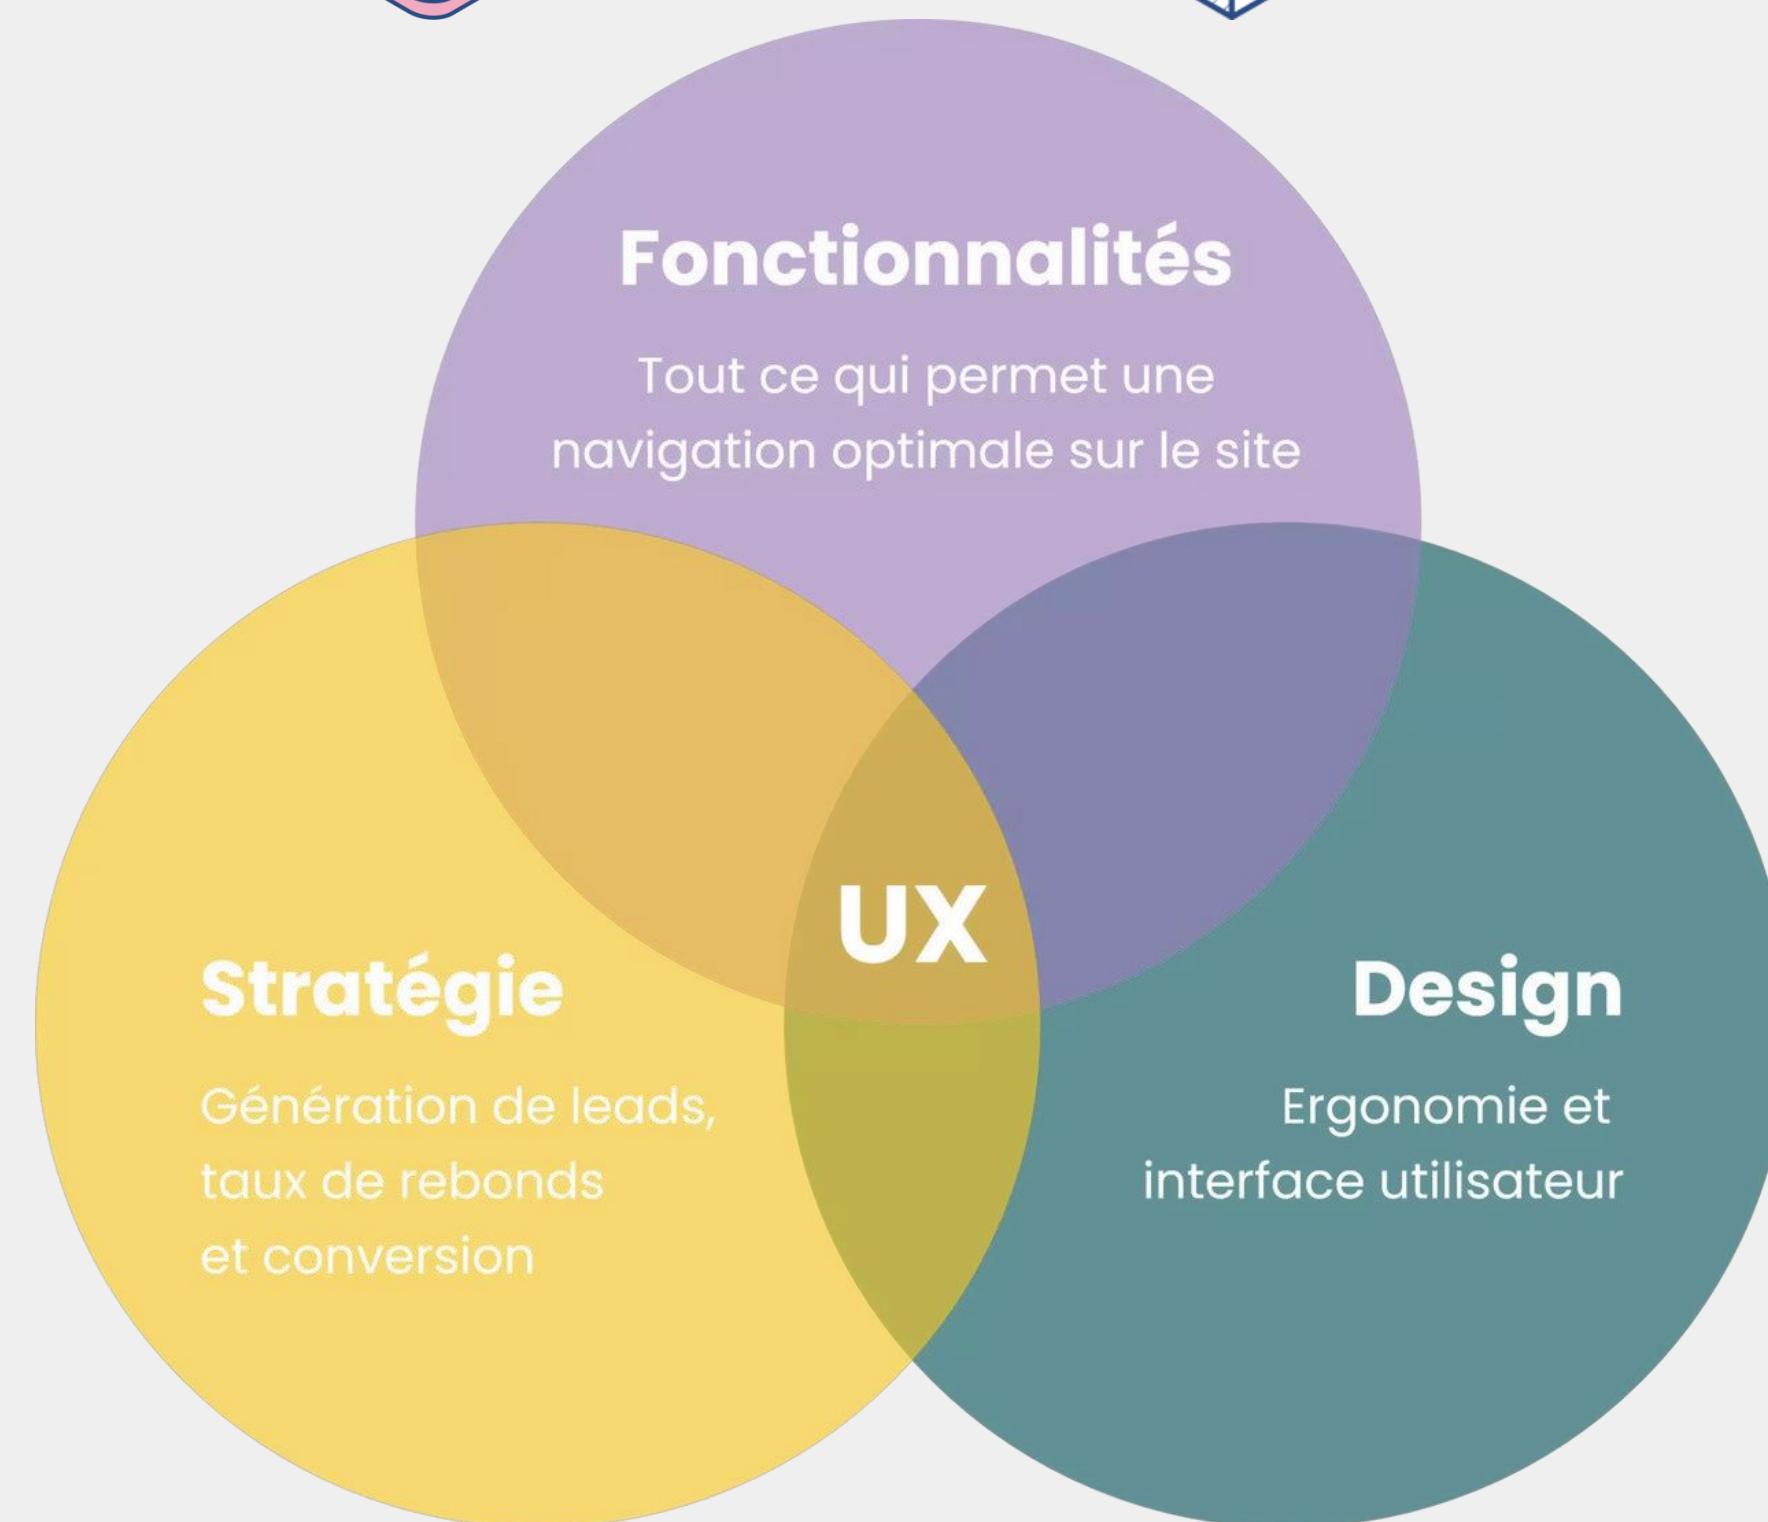 Fonctionnalités
Tout ce qui permet une
navigation optimale sur le site
UX
Stratégie
Génération de leads,
taux de rebonds
et conversion
Design
Ergonomie et
interface utilisateur